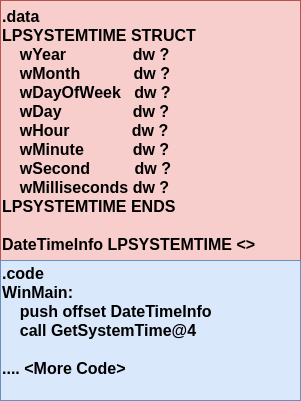 .data
LPSYSTEMTIME STRUCT
wYear dw ?
wMonth dw ?
wDayOfWeek dw ?
wDay dw ?
wHour dw ?
wMinute dw ?
wSecond dw ?
wMilliseconds dw ?
LPSYSTEMTIME ENDS
DateTimeInfo LPSYSTEMTIME <>
.code
WinMain:
push offset DateTimeInfo
call GetSystemTime@4
.... <More Code>